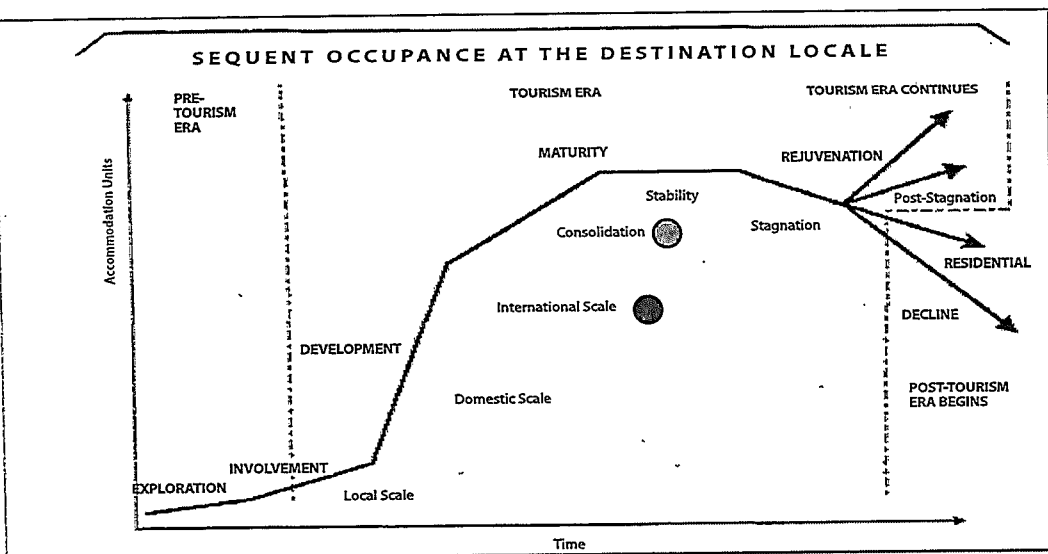 SEQUENT OCCUPANCE AT THE DESTINATION LOCALE
PRE-
TOURISM
ERA
TOURISM ERA
TOURISM ERA CONTINUES
MATURITY
REJUVENATION
Accommodation Units
Stability
Post-Stagnation
Consolidation
Stagnation
RESIDENTIAL
International Scale
DECLINE
DEVELOPMENT
Domestic Scale
POST-TOURISM
ERA BEGINS
INVOLVEMENT
EXPLORATION
Local Scale
Time